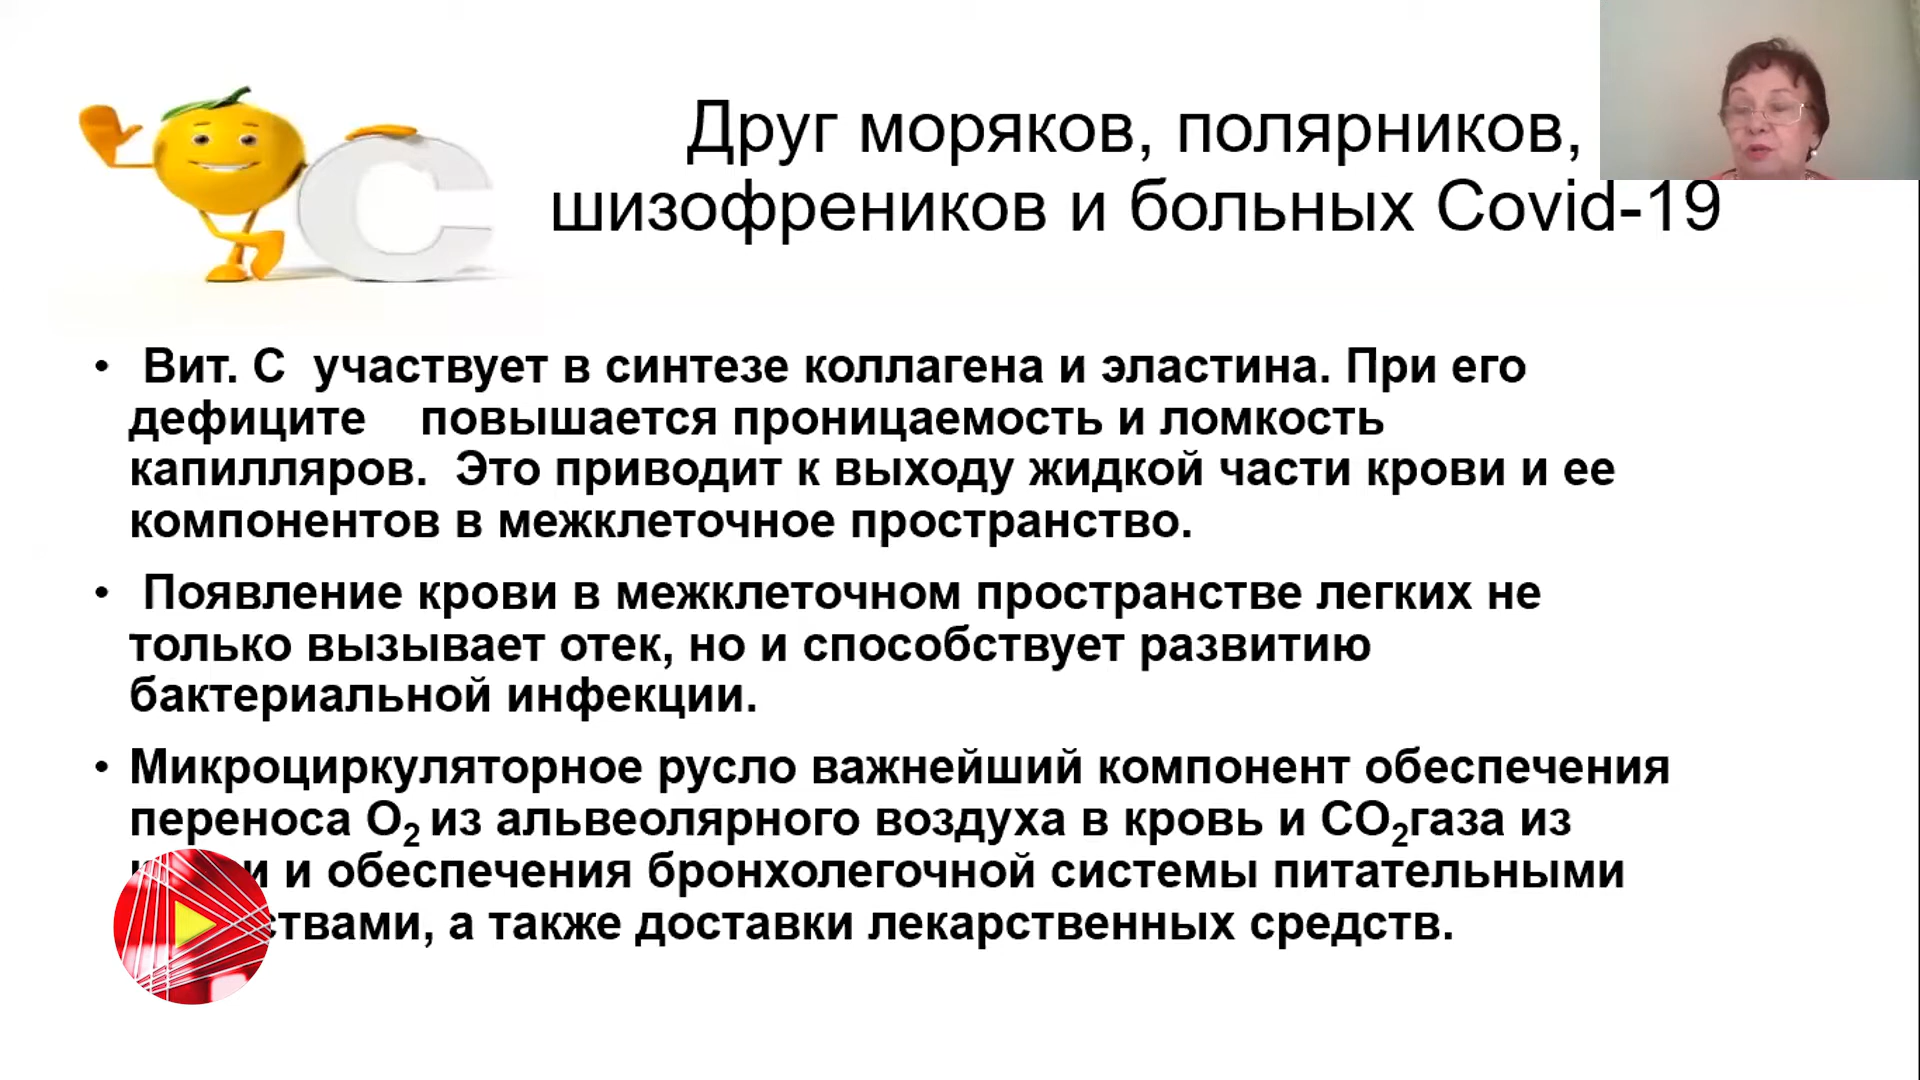 Друг моряков, полярников,
шизофреников и больных Covid-19
C
• Вит. С участвует в синтезе коллагена и эластина. При его
дефиците повышается проницаемость и ломкость
капилляров. Это приводит к выходу жидкой части крови и ее
компонентов в межклеточное пространство.
• Появление крови в межклеточном пространстве легких не
только вызывает отек, но и способствует развитию
бактериальной инфекции.
• Микроциркуляторное русло важнейший компонент обеспечения
переноса О₂ из альвеолярного воздуха в кровь и СО₂газа из
и обеспечения бронхолегочной системы питательными
а также доставки лекарственных средств.